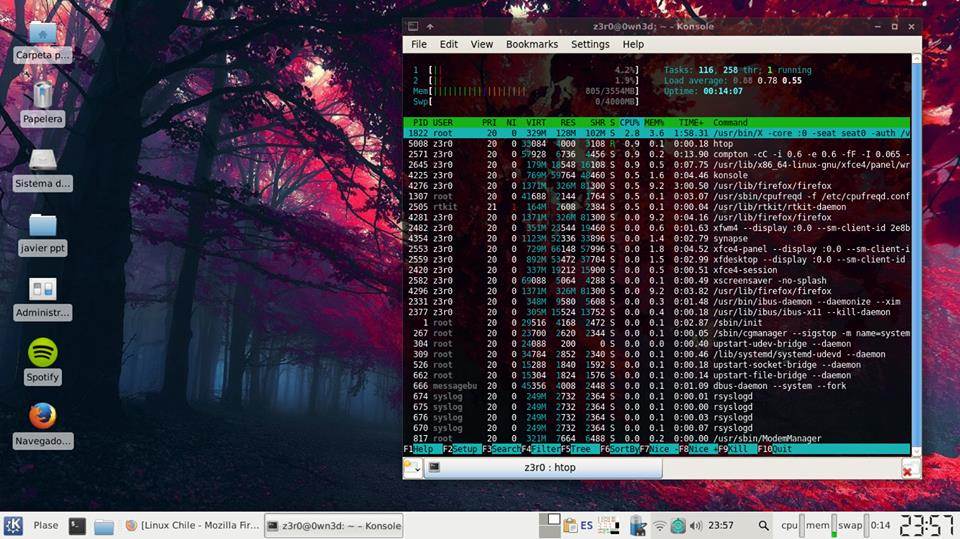 Carpeta p...
Papelera
Sistema d...
javier ppt
Administr...
Spotify
Navegado...
z3r0@0wn3d: ~ - Konsole
File Edit View Bookmarks Settings Help
1 [|| 4.2%] Tasks: 116, 258 thr; 1 running
2 [| 1.9%] Load average: 0.88 0.78 0.55
Mem[|||||||||||||||||||| 805/3554MB] Uptime: 00:14:07
Swp[ 0/4000MB]
PID USER PRI NI VIRT RES SHR S CPU% MEM% TIME+ Command
1822 root 20 0 329M 128M 102M S 2.8 3.6 1:58.31 /usr/bin/X -core :0 -seat seat0 -auth /v
5008 z3r0 20 0 33084 4000 3108 R 0.9 0.1 0:00.18 htop
2571 z3r0 20 0 57928 6736 4456 S 0.9 0.2 0:13.90 compton -cC -i 0.6 -e 0.6 -fF -I 0.065 -
2645 z3r0 20 0 179M 18548 16108 S 0.5 0.5 0:07.75 /usr/lib/x86_64-linux-gnu/xfce4/panel/wr
4225 z3r0 20 0 769M 59764 48460 S 0.5 1.6 0:04.46 konsole
4276 z3r0 20 0 1371M 326M 81300 S 0.5 9.2 3:00.50 /usr/lib/firefox/firefox
1307 root 20 0 41688 2144 1764 S 0.5 0.1 0:03.07 /usr/sbin/cpufreqd -f /etc/cpufreqd.conf
2505 rtkit 21 1 164M 2608 2384 S 0.5 0.1 0:00.04 /usr/lib/rtkit/rtkit-daemon
4281 z3r0 20 0 1371M 326M 81300 S 0.0 9.2 0:04.16 /usr/lib/firefox/firefox
2482 z3r0 20 0 351M 23544 19460 S 0.0 0.6 0:01.63 xfwm4 --display :0.0 --sm-client-id 2e8b
4354 z3r0 20 0 1123M 52336 33896 S 0.0 1.4 0:02.79 synapse
2553 z3r0 20 0 729M 66148 57996 S 0.0 1.8 0:04.52 xfce4-panel --display :0.0 --sm-client-i
2559 z3r0 20 0 892M 53472 37704 S 0.0 1.5 0:02.99 xfdesktop --display :0.0 --sm-client-id
2420 z3r0 20 0 337M 19212 15900 S 0.0 0.5 0:00.51 xfce4-session
2582 z3r0 20 0 69088 5064 4288 S 0.0 0.1 0:00.49 xscreensaver -no-splash
4296 z3r0 20 0 1371M 326M 81300 S 0.0 9.2 0:03.82 /usr/lib/firefox/firefox
2331 z3r0 20 0 348M 9580 5608 S 0.0 0.3 0:01.48 /usr/bin/ibus-daemon --daemonize --xim
2377 z3r0 20 0 305M 15524 13752 S 0.0 0.4 0:00.18 /usr/lib/ibus/ibus-x11 --kill-daemon
1 root 20 0 29516 4168 2472 S 0.0 0.1 0:02.87 /sbin/init
267 root 20 0 23700 2620 2344 S 0.0 0.1 0:00.05 /sbin/cgmanager --sigstop -m name=system
304 root 20 0 24088 200 0 S 0.0 0.0 0:00.00 upstart-udev-bridge --daemon
309 root 20 0 34784 2852 2340 S 0.0 0.1 0:00.46 /lib/systemd/systemd-udevd --daemon
526 root 20 0 15288 1840 1592 S 0.0 0.1 0:00.18 upstart-socket-bridge --daemon
662 root 20 0 15304 1824 1576 S 0.0 0.1 0:00.14 upstart-file-bridge --daemon
666 messagebu 20 0 45356 4008 2448 S 0.0 0.1 0:01.09 dbus-daemon --system --fork
674 syslog 20 0 249M 2732 2364 S 0.0 0.1 0:00.01 rsyslogd
675 syslog 20 0 249M 2732 2364 S 0.0 0.1 0:00.00 rsyslogd
676 syslog 20 0 249M 2732 2364 S 0.0 0.1 0:00.03 rsyslogd
670 syslog 20 0 249M 2732 2364 S 0.0 0.1 0:00.07 rsyslogd
817 root 20 0 321M 7664 6488 S 0.0 0.2 0:00.00 /usr/sbin/ModemManager
F1Help F2Setup F3SearchF4FilterF5Tree F6SortByF7Nice -F8Nice +F9Kill F10Quit
z3r0 : htop
Plase
[Linux Chile - Mozilla Fir...
z3r0@0wn3d: ~ – Konsole
ES
23:57
cpu mem swap 0:14
23:57